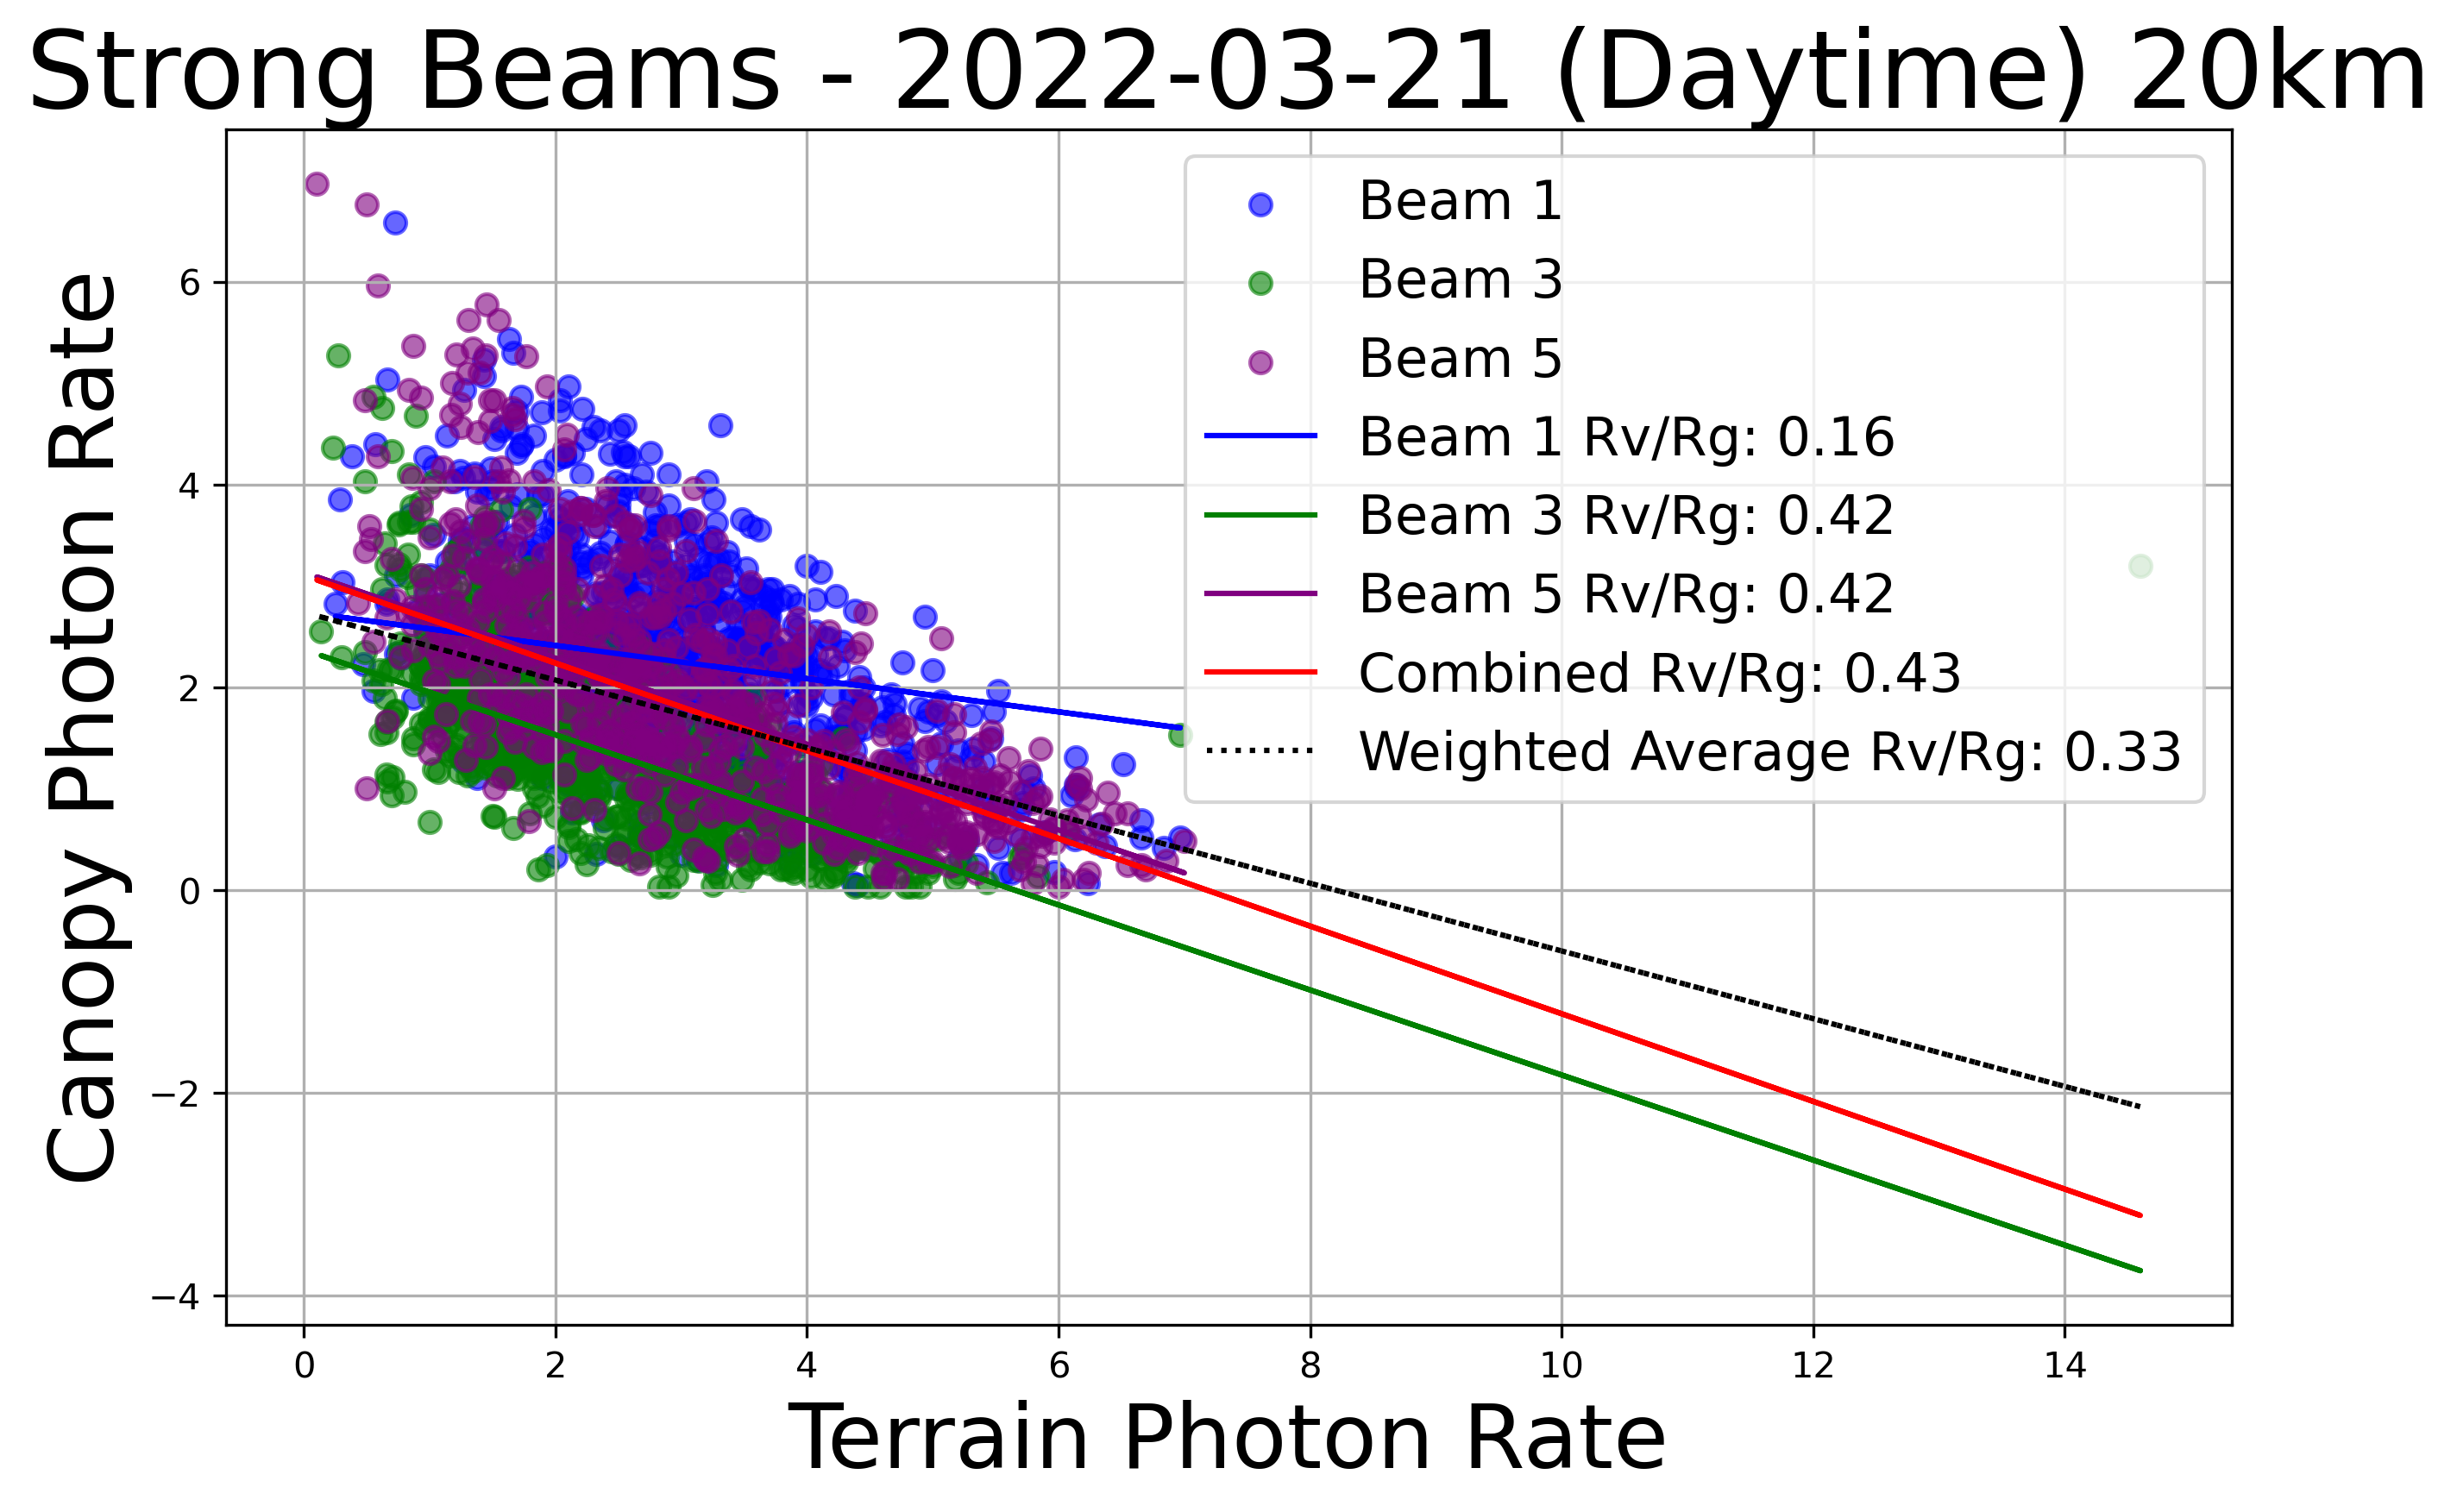 Strong Beams - 2022-03-21 (Daytime) 20km
Canopy Photon Rate
6
4
2
0
−2
−4
Beam 1
Beam 3
Beam 5
Beam 1 Rv/Rg: 0.16
Beam 3 Rv/Rg: 0.42
Beam 5 Rv/Rg: 0.42
Combined Rv/Rg: 0.43
Weighted Average Rv/Rg: 0.33
0 2 4 6 8 10 12 14
Terrain Photon Rate